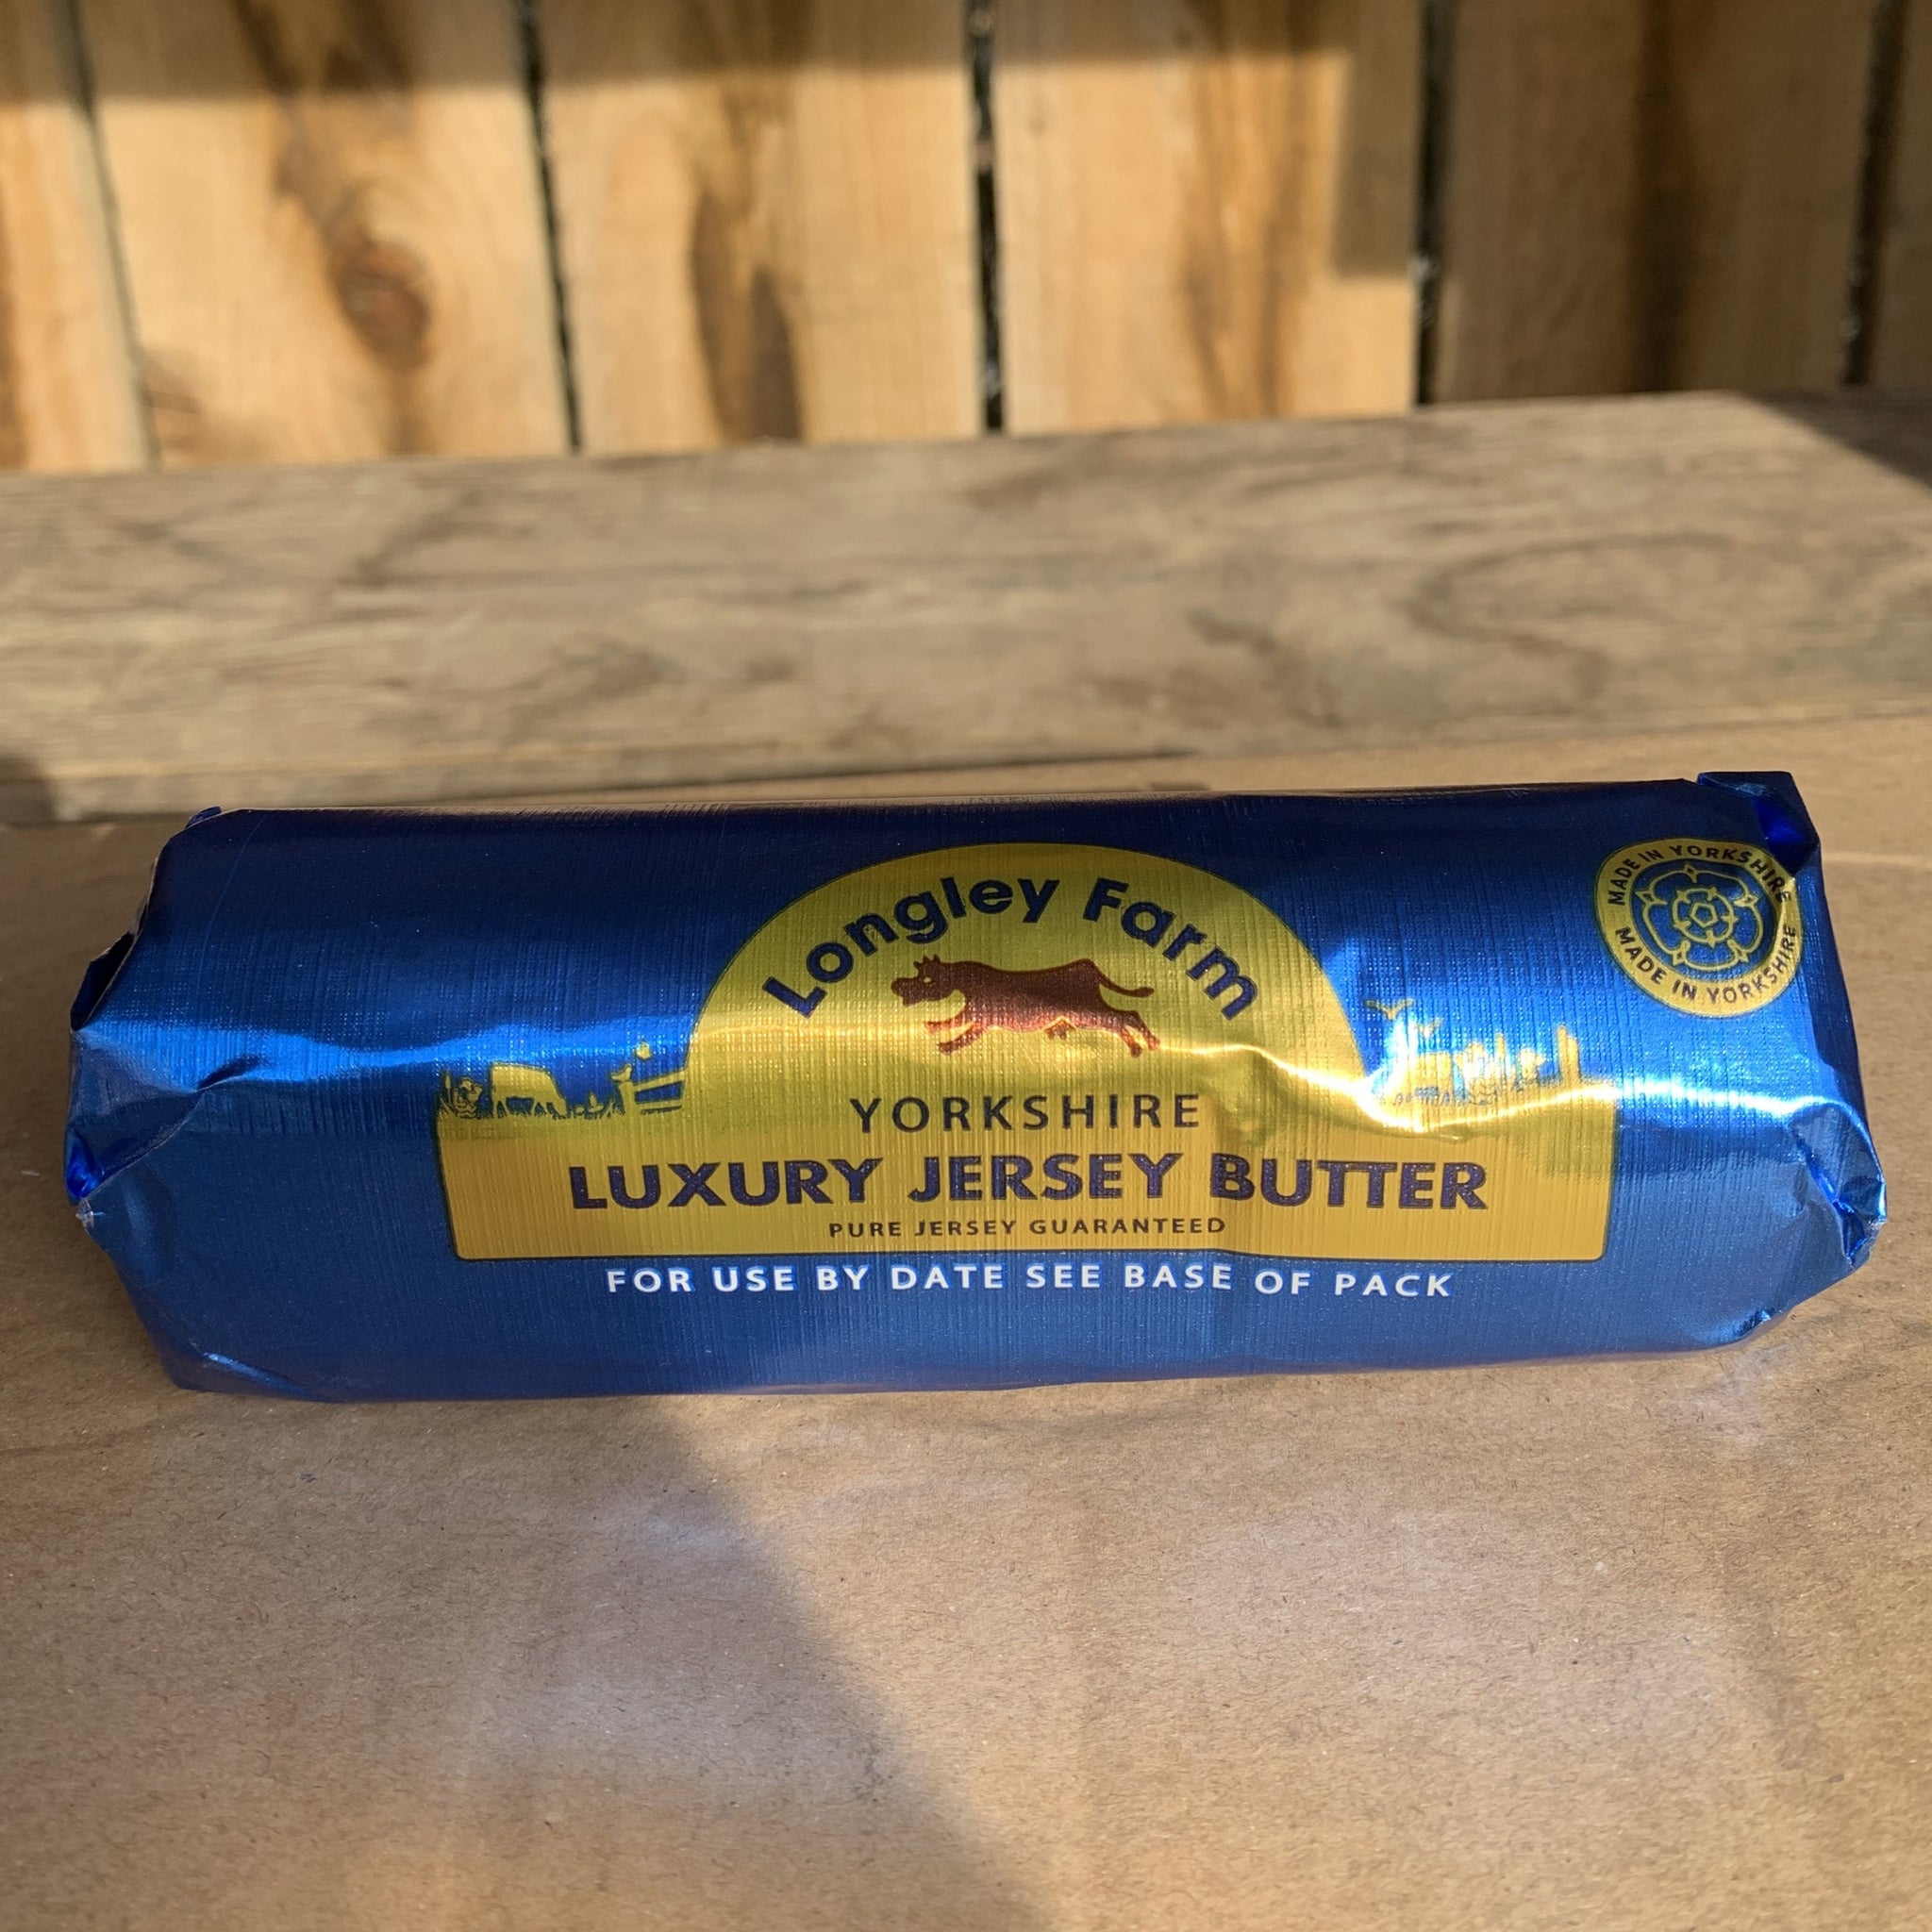 Longley Farm
MADE IN YORKSHIRE
MADE IN YORKSHIRE
YORKSHIRE
LUXURY JERSEY BUTTER
PURE JERSEY GUARANTEED
FOR USE BY DATE SEE BASE OF PACK